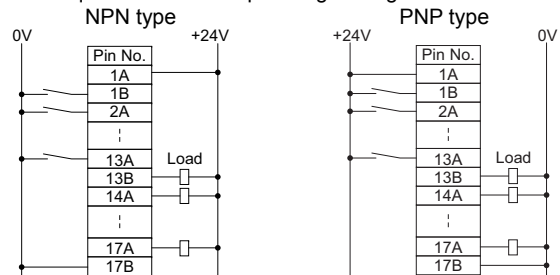 NPN type
0V
+24V
Pin No.
1A
1B
2A
13A
Load
13B
14A
17A
17B
PNP type
+24V
0V
Pin No.
1A
1B
2A
13A
Load
13B
14A
17A
17B